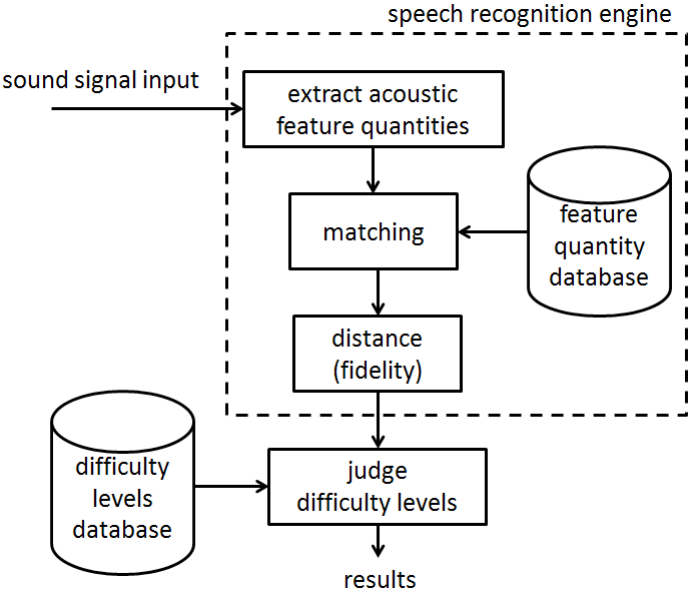 speech recognition engine
sound signal input
extract acoustic
feature quantities
matching
feature
quantity
database
distance
(fidelity)
difficulty
levels
database
judge
difficulty levels
results